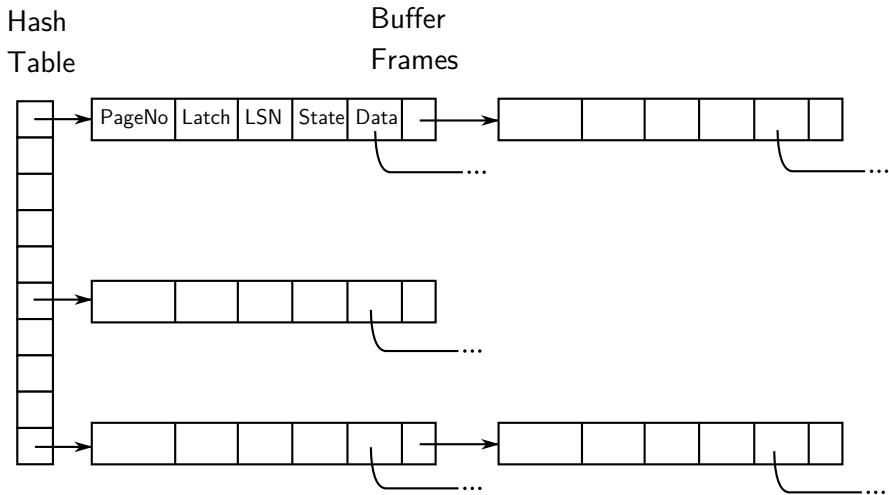 Hash
Table
Buffer
Frames
PageNo Latch LSN State Data
...
...
...
...
...